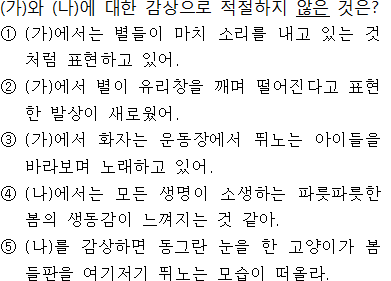 (가)와 (나)에 대한 감상으로 적절하지 않은 것은?
① (가)에서는 별들이 마치 소리를 내고 있는 것
처럼 표현하고 있어.
② (가)에서 별이 유리창을 깨며 떨어진다고 표현
한 발상이 새로웠어.
③ (가)에서 화자는 운동장에서 뛰노는 아이들을
바라보며 노래하고 있어.
④ (나)에서는 모든 생명이 소생하는 파릇파릇한
봄의 생동감이 느껴지는 것 같아.
⑤ (나)를 감상하면 동그란 눈을 한 고양이가 봄
들판을 여기저기 뛰노는 모습이 떠올라.